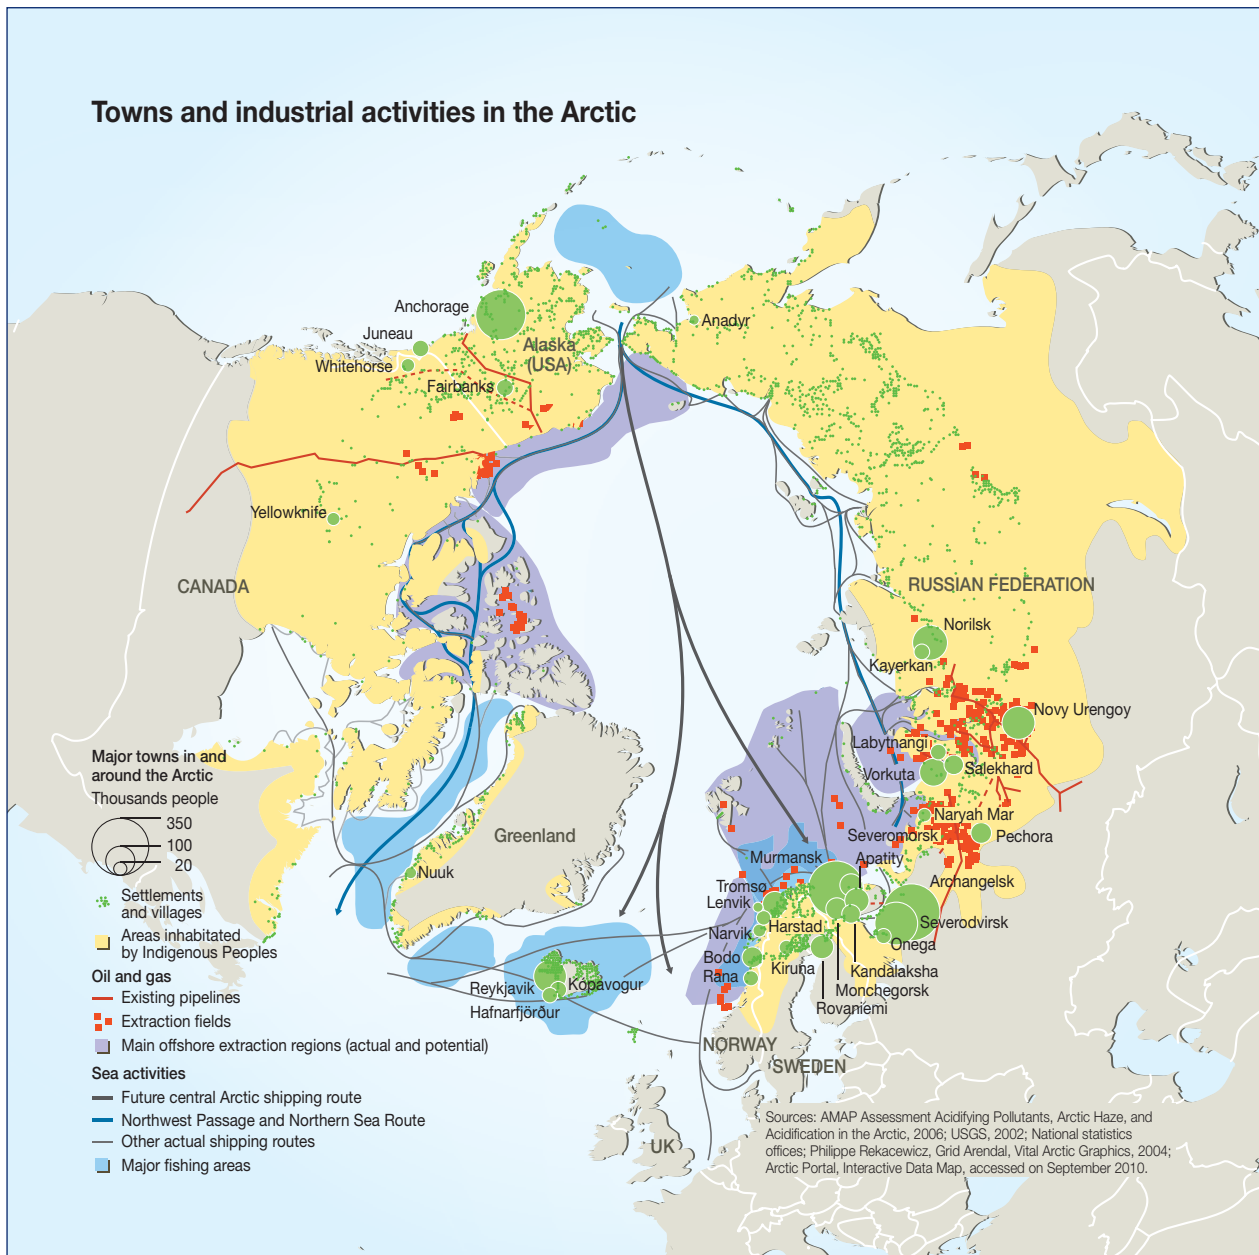 Towns and industrial activities in the Arctic
Anchorage
Juneau
Whitehorse
Fairbanks
Alaska
(USA)
Anadyr
Yellowknife
CANADA
RUSSIAN FEDERATION
Norilsk
Kayerkan
Novy Urengoy
Labytnangi
Salekhard
Vorkuta
Naryah Mar
Severomorsk
Pechora
Murmansk
Apatity
Archangelsk
Tromsø
Lenvik
Severodvirsk
Harstad
Narvik
Onega
Bodo
Kiruna
Kandalaksha
Rana
Monchegorsk
Rovaniemi
Greenland
Nuuk
Reykjavik
Kópavogur
Hafnarfjörður
NORWAY
SWEDEN
UK
Major towns in and
around the Arctic
Thousands people
350
100
20
Settlements
and villages
Areas inhabitated
by Indigenous Peoples
Oil and gas
Existing pipelines
Extraction fields
Main offshore extraction regions (actual and potential)
Sea activities
Future central Arctic shipping route
Northwest Passage and Northern Sea Route
Other actual shipping routes
Major fishing areas
Sources: AMAP Assessment Acidifying Pollutants, Arctic Haze, and
Acidification in the Arctic, 2006; USGS, 2002; National statistics
offices; Philippe Rekacewicz, Grid Arendal, Vital Arctic Graphics, 2004;
Arctic Portal, Interactive Data Map, accessed on September 2010.